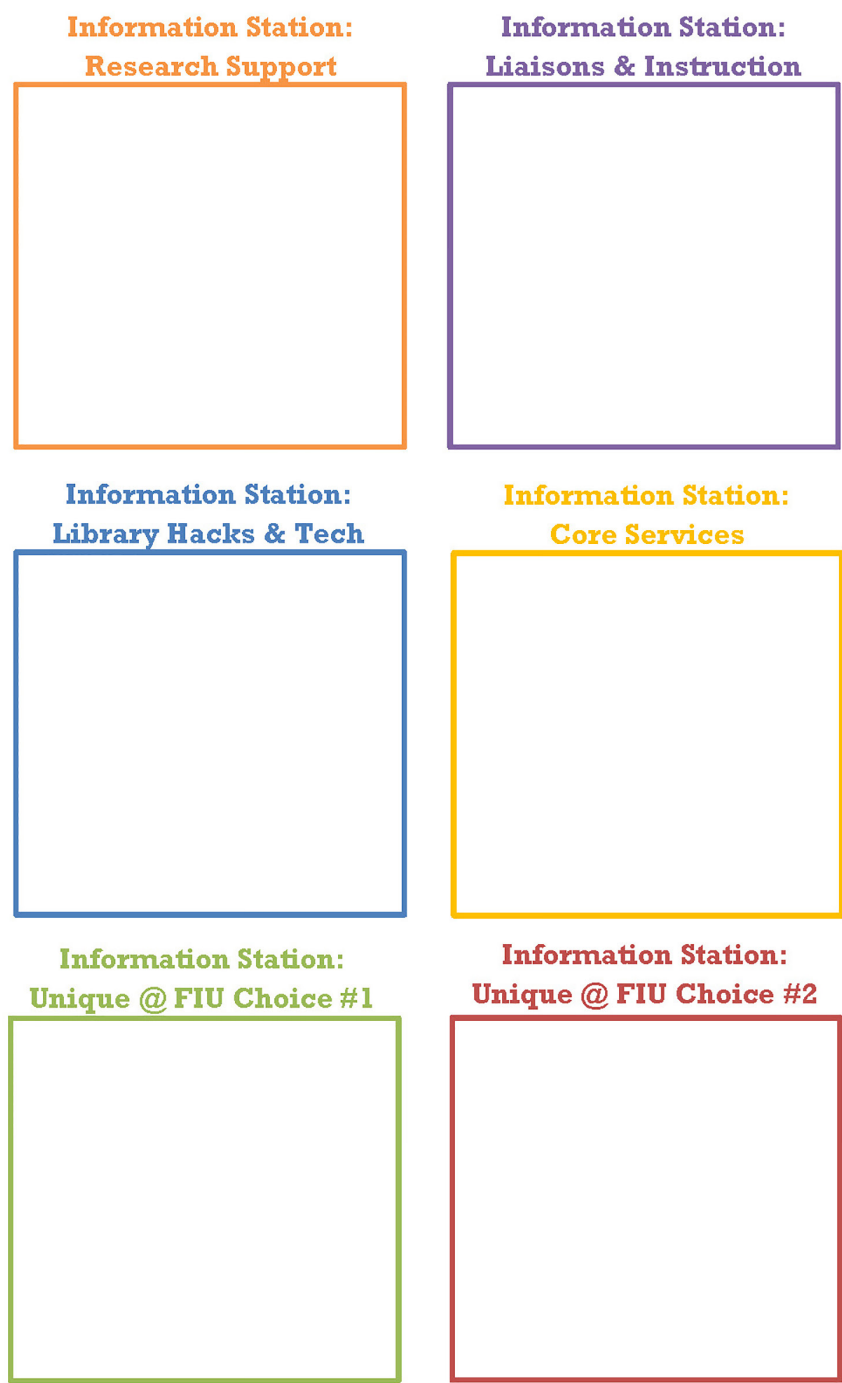 Information Station:
Research Support
Information Station:
Liaisons & Instruction
Information Station:
Library Hacks & Tech
Information Station:
Core Services
Information Station:
Unique @ FIU Choice #1
Information Station:
Unique @ FIU Choice #2